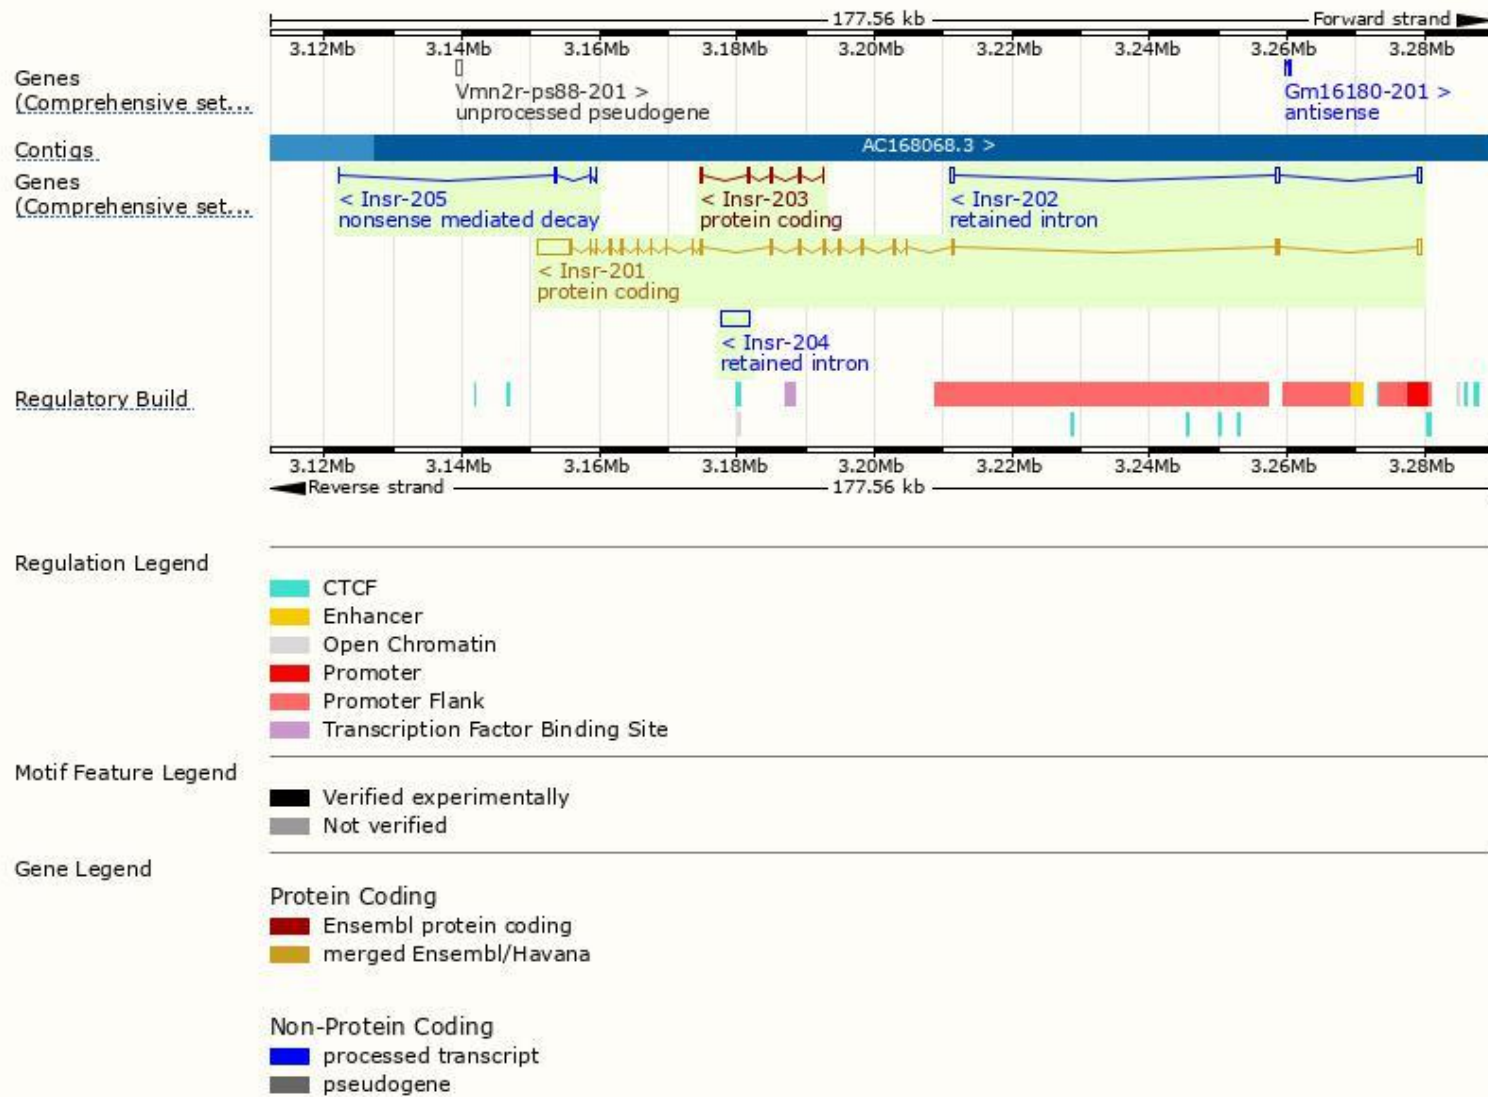 177.56 kb Forward strand
3.12Mb 3.14Mb 3.16Mb 3.18Mb 3.20Mb 3.22Mb 3.24Mb 3.26Mb 3.28Mb
Genes
(Comprehensive set...
Vmn2r-ps88-201 > Gm16180-201 >
unprocessed pseudogene antisense
Contigs AC168068.3 >
Genes
(Comprehensive set...
< Insr-205 < Insr-203 < Insr-202
nonsense mediated decay protein coding retained intron
< Insr-201
protein coding
< Insr-204
retained intron
Regulatory Build
3.12Mb 3.14Mb 3.16Mb 3.18Mb 3.20Mb 3.22Mb 3.24Mb 3.26Mb 3.28Mb
Reverse strand 177.56 kb
Regulation Legend
CTCF
Enhancer
Open Chromatin
Promoter
Promoter Flank
Transcription Factor Binding Site
Motif Feature Legend
Verified experimentally
Not verified
Gene Legend
Protein Coding
Ensembl protein coding
merged Ensembl/Havana
Non-Protein Coding
processed transcript
pseudogene